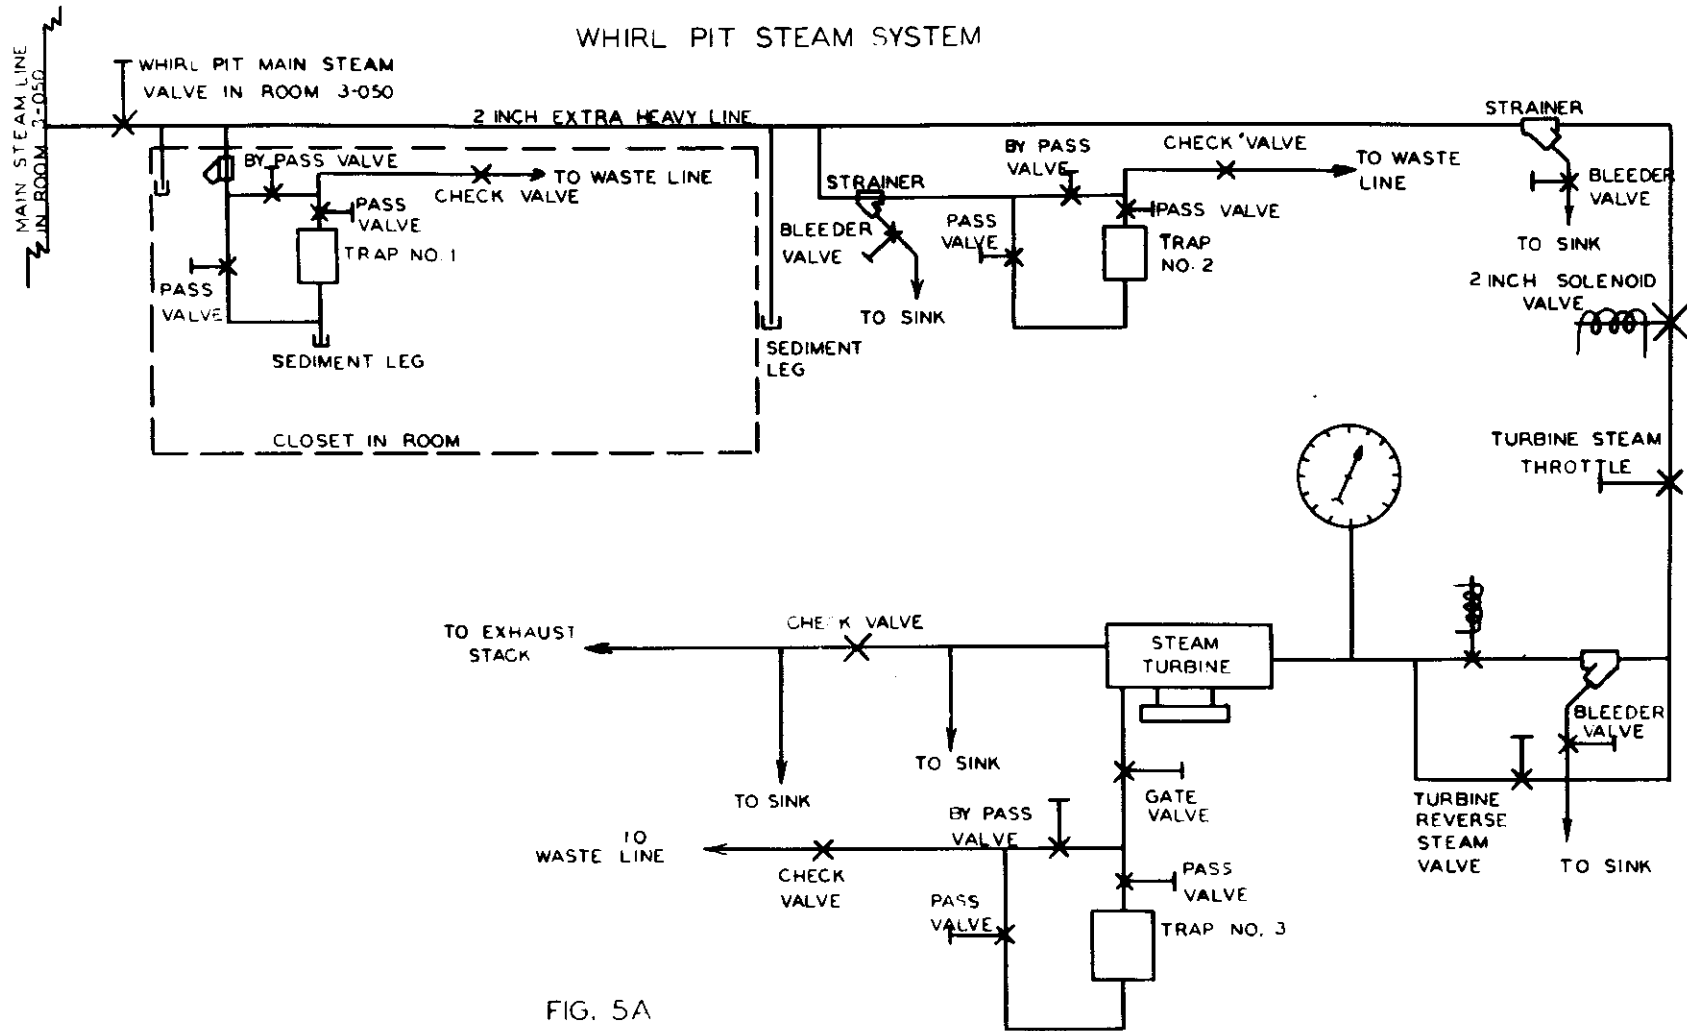 WHIRL PIT STEAM SYSTEM
MAIN STEAM LINE
IN ROOM 3-050
WHIRL PIT MAIN STEAM
VALVE IN ROOM 3-050
2 INCH EXTRA HEAVY LINE
STRAINER
BY PASS VALVE
TO WASTE LINE
CHECK VALVE
PASS
VALVE
TRAP NO. 1
PASS
VALVE
SEDIMENT LEG
CLOSET IN ROOM
SEDIMENT
LEG
STRAINER
BLEEDER
VALVE
TO SINK
BY PASS
VALVE
CHECK VALVE
TO WASTE
LINE
PASS
VALVE
PASS VALVE
TRAP
NO. 2
BLEEDER
VALVE
TO SINK
2 INCH SOLENOID
VALVE
TURBINE STEAM
THROTTLE
TO EXHAUST
STACK
CHECK VALVE
STEAM
TURBINE
BLEEDER
VALVE
TO SINK
TO SINK
GATE
VALVE
TURBINE
REVERSE
STEAM
VALVE
TO SINK
TO
WASTE LINE
BY PASS
VALVE
CHECK
VALVE
PASS
VALVE
PASS
VALVE
TRAP NO. 3
FIG. 5A